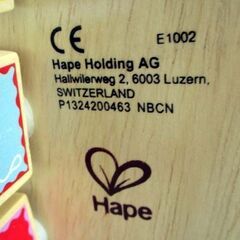 CE E1002
Hape Holding AG
Hallwilerweg 2, 6003 Luzern,
SWITZERLAND
P1324200463 NBCN
Hape